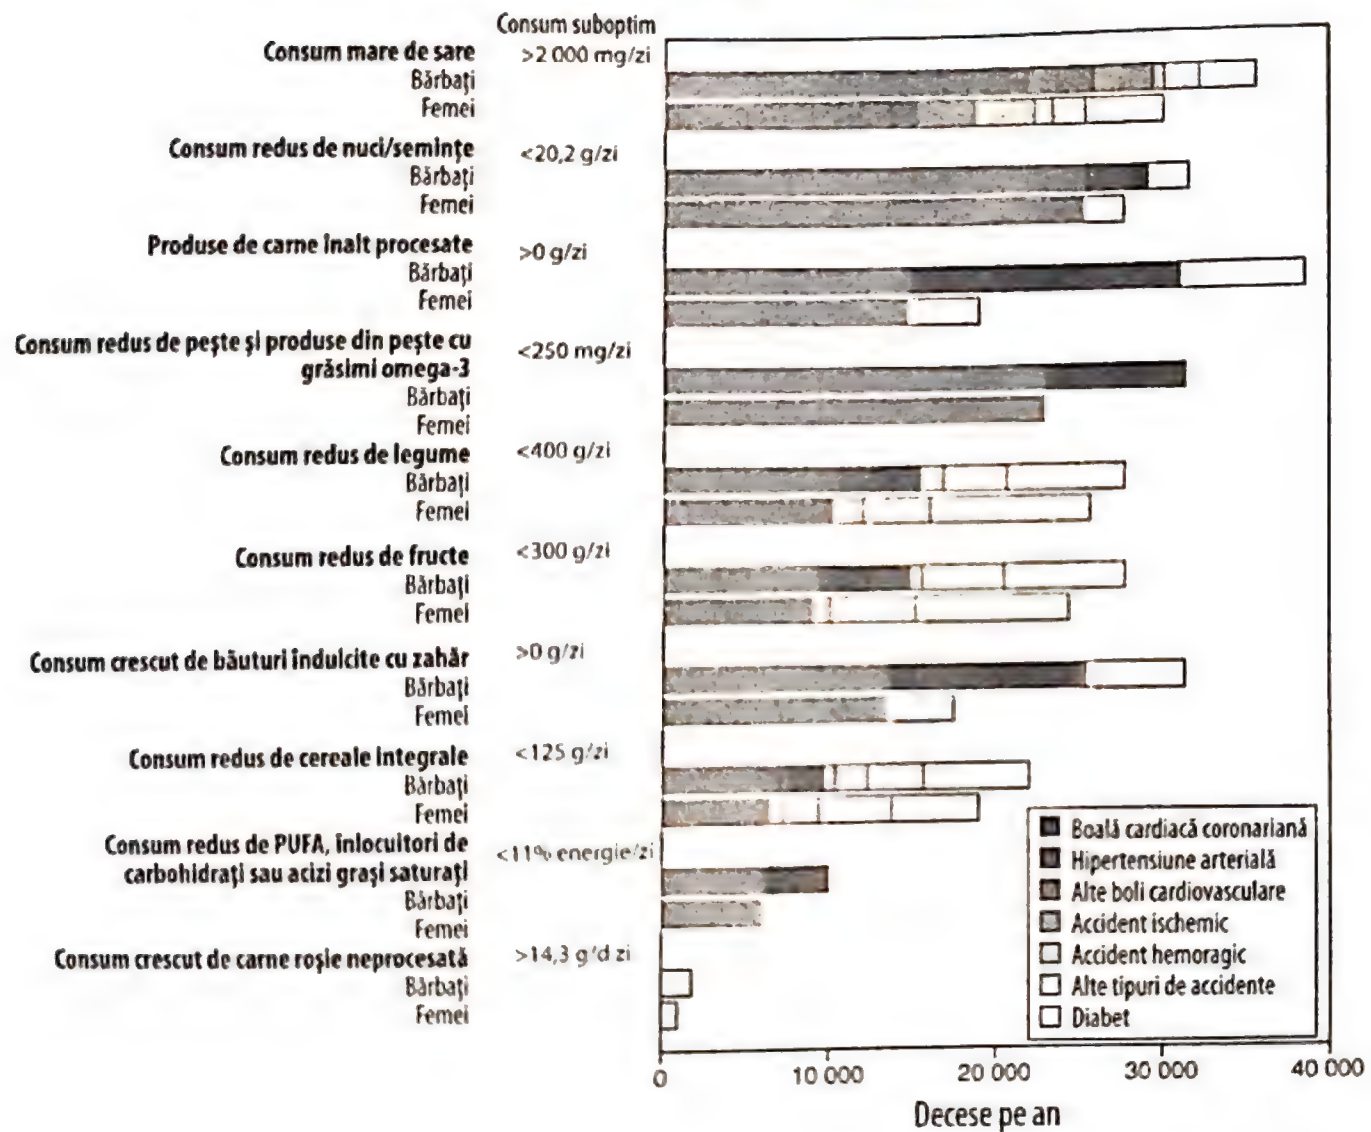 Consum suboptim
Consum mare de sare >2 000 mg/zi
Bărbați
Femei
Consum redus de nuci/semințe <20,2 g/zi
Bărbați
Femei
Produse de carne înalt procesate >0 g/zi
Bărbați
Femei
Consum redus de pește și produse din pește cu <250 mg/zi
grăsimi omega-3
Bărbați
Femei
Consum redus de legume <400 g/zi
Bărbați
Femei
Consum redus de fructe <300 g/zi
Bărbați
Femei
Consum crescut de băuturi îndulcite cu zahăr >0 g/zi
Bărbați
Femei
Consum redus de cereale integrale <125 g/zi
Bărbați
Femei
Consum redus de PUFA, înlocuitori de <11% energie/zi
carbohidrați sau acizi grași saturați
Bărbați
Femei
Consum crescut de carne roșie neprocesată >14,3 g/d zi
Bărbați
Femei
Boală cardiacă coronariană
Hipertensiune arterială
Alte boli cardiovasculare
Accident ischemic
Accident hemoragic
Alte tipuri de accidente
Diabet
0 10 000 20 000 30 000 40 000
Decese pe an